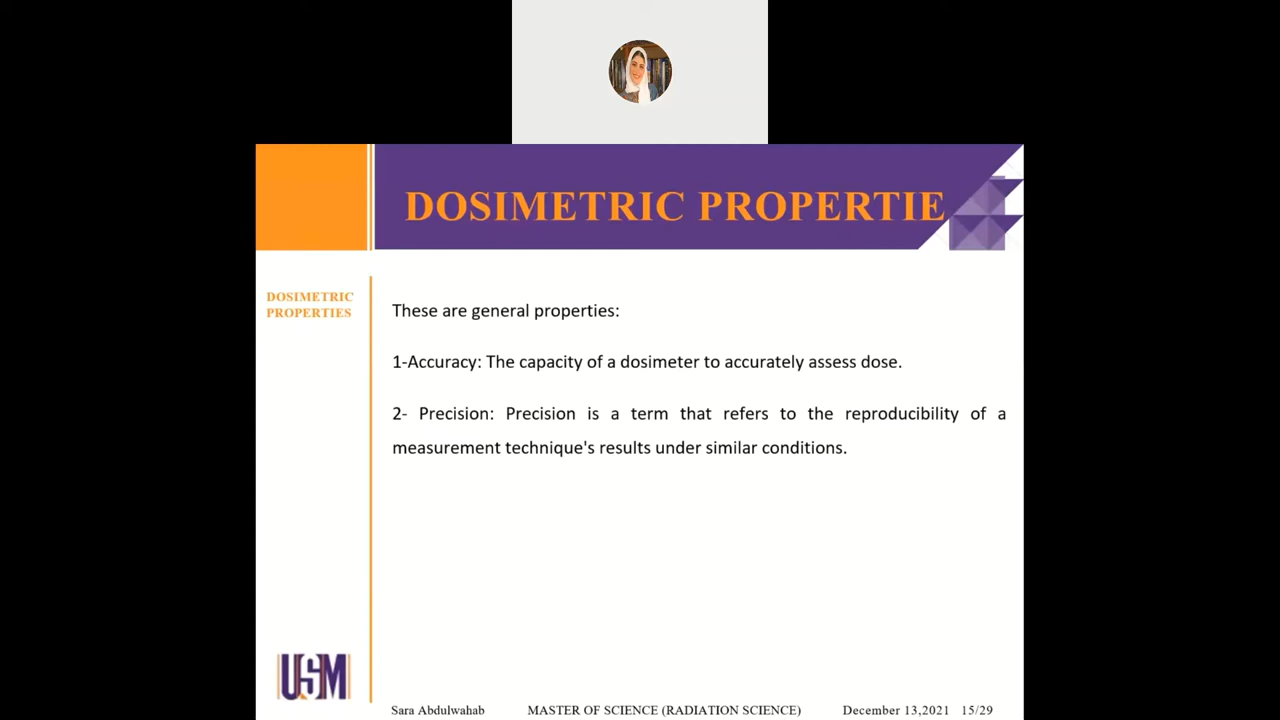 DOSIMETRIC PROPERTIE
DOSIMETRIC
PROPERTIES
These are general properties:
1-Accuracy: The capacity of a dosimeter to accurately assess dose.
2- Precision: Precision is a term that refers to the reproducibility of a
measurement technique's results under similar conditions.
USM
Sara Abdulwahab MASTER OF SCIENCE (RADIATION SCIENCE) December 13,2021 15/29